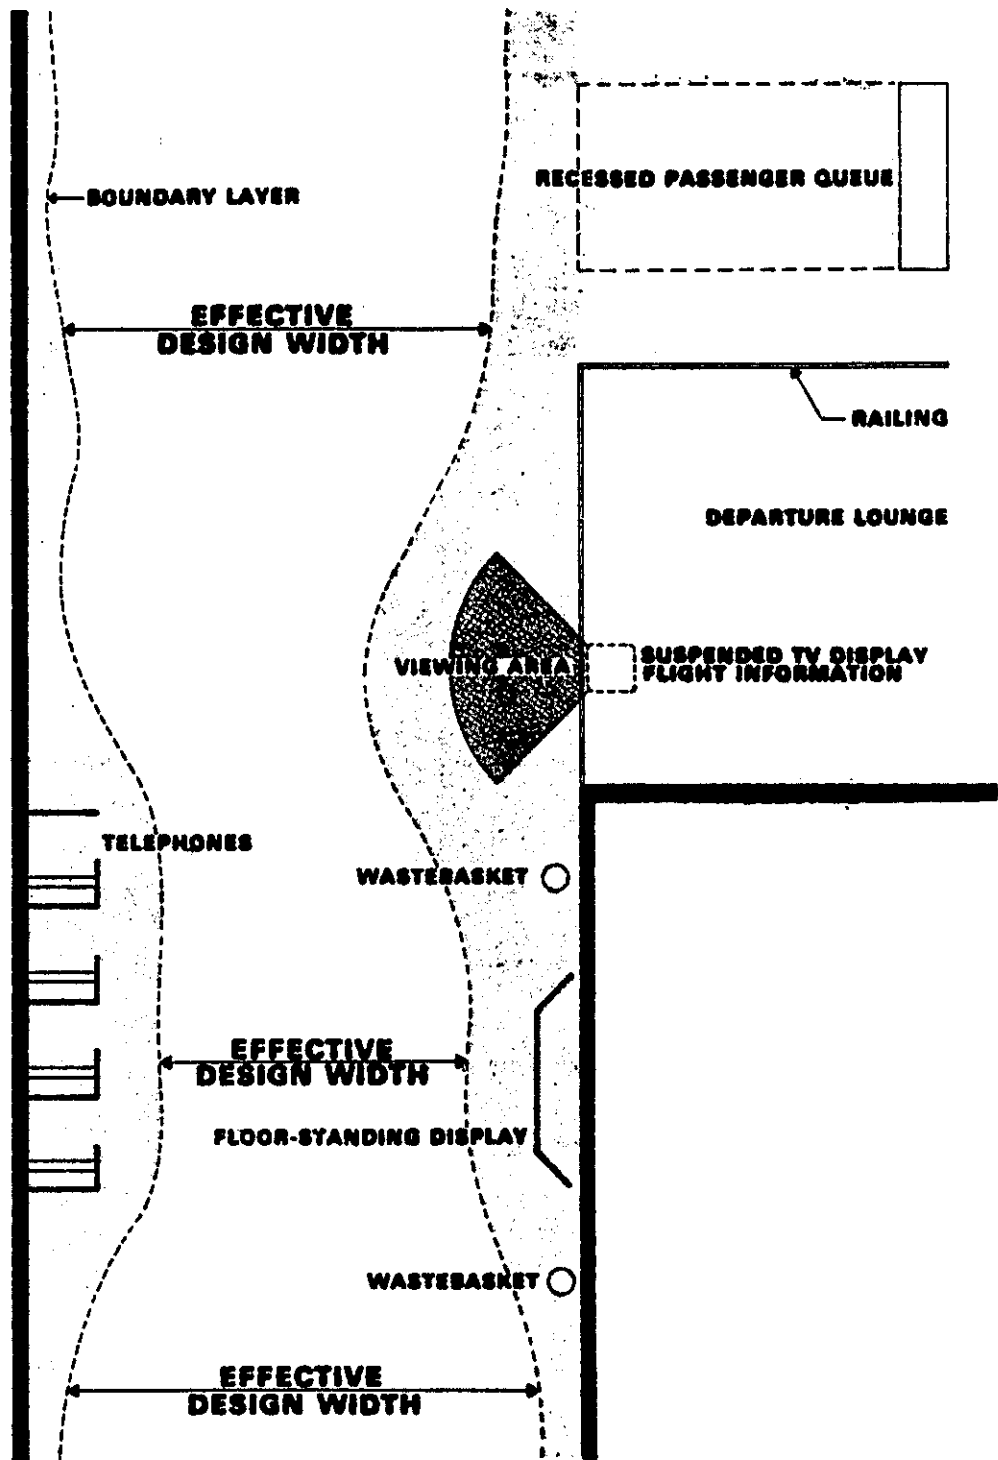 RECESSED PASSENGER QUEUE
BOUNDARY LAYER
EFFECTIVE
DESIGN WIDTH
RAILING
DEPARTURE LOUNGE
VIEWING AREA
SUSPENDED TV DISPLAY
FLIGHT INFORMATION
TELEPHONES
WASTEBASKET
EFFECTIVE
DESIGN WIDTH
FLOOR-STANDING DISPLAY
WASTEBASKET
EFFECTIVE
DESIGN WIDTH